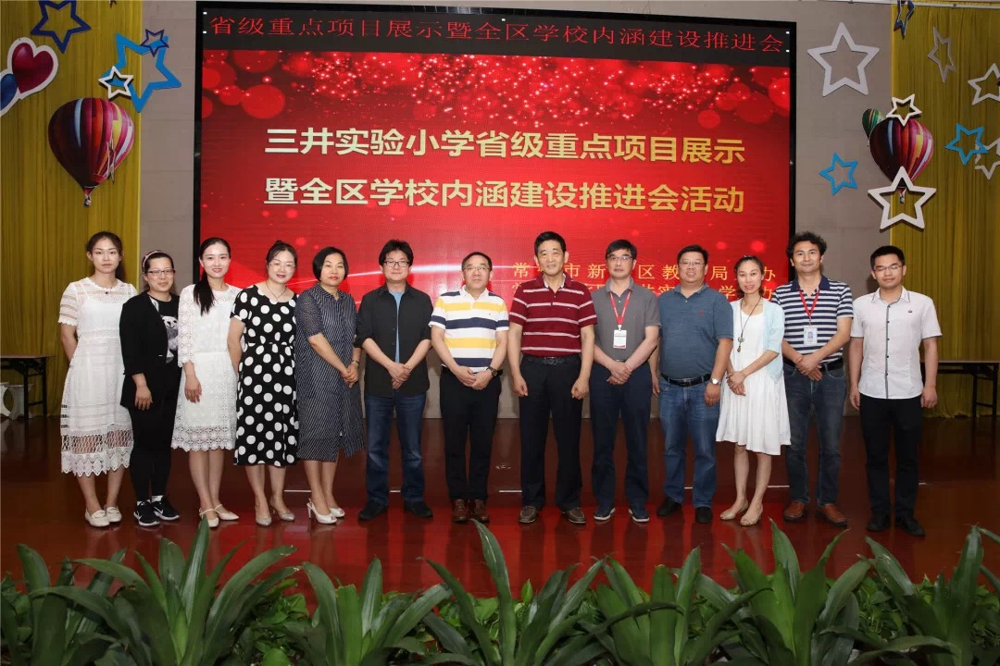 省级重点项目展示暨全区学校内涵建设推进会
三井实验小学省级重点项目展示
暨全区学校内涵建设推进会活动
常 市新 区教 局 办